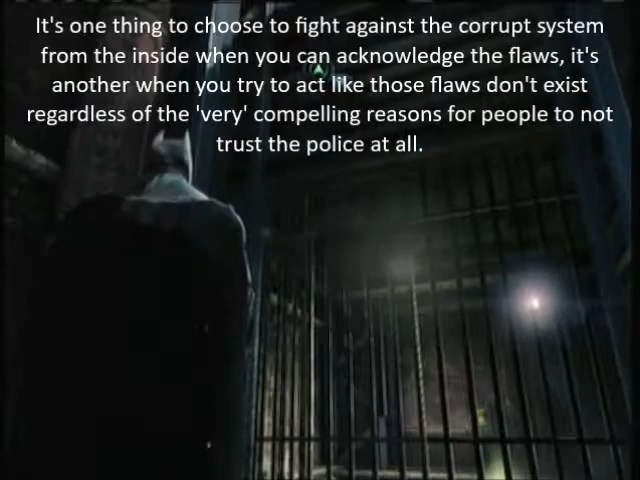 It's one thing to choose to fight against the corrupt system
from the inside when you can acknowledge the flaws, it's
another when you try to act like those flaws don't exist
regardless of the 'very' compelling reasons for people to not
trust the police at all.